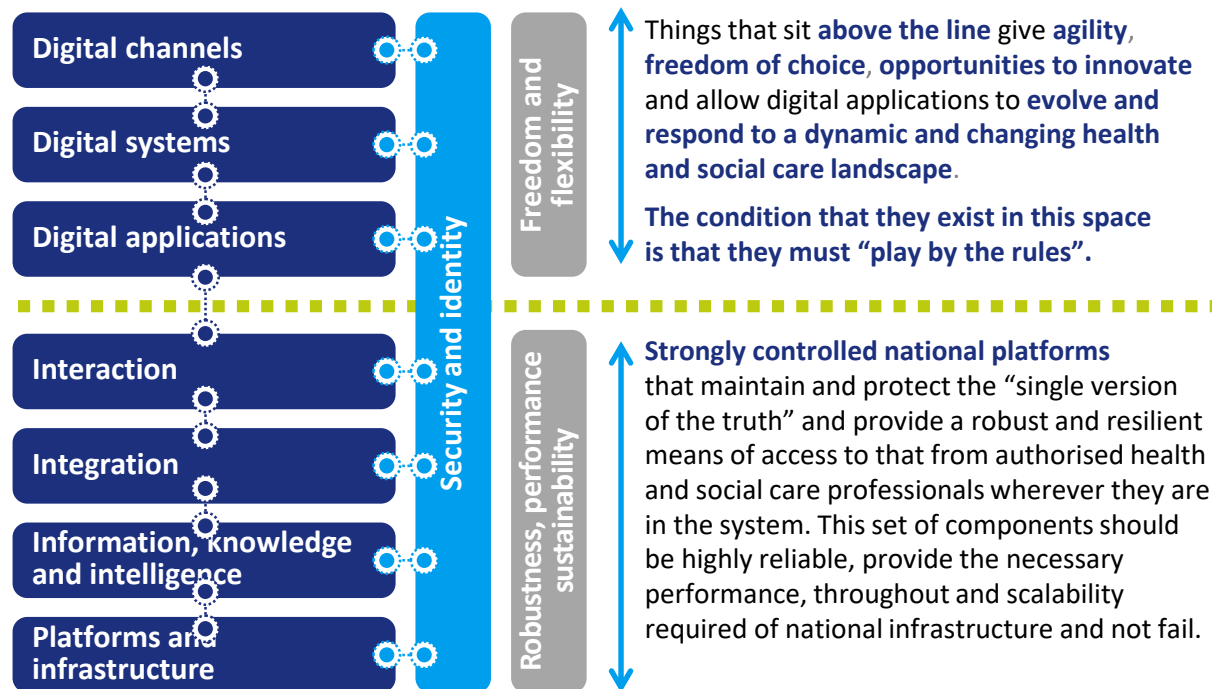 Digital channels
Digital systems
Digital applications
Interaction
Integration
Information, knowledge
and intelligence
Platforms and
infrastructure
Security and identity
Freedom and
flexibility
Robustness, performance
sustainability
Things that sit above the line give agility,
freedom of choice, opportunities to innovate
and allow digital applications to evolve and
respond to a dynamic and changing health
and social care landscape.
The condition that they exist in this space
is that they must “play by the rules”.
Strongly controlled national platforms
that maintain and protect the “single version
of the truth” and provide a robust and resilient
means of access to that from authorised health
and social care professionals wherever they are
in the system. This set of components should
be highly reliable, provide the necessary
performance, throughout and scalability
required of national infrastructure and not fail.